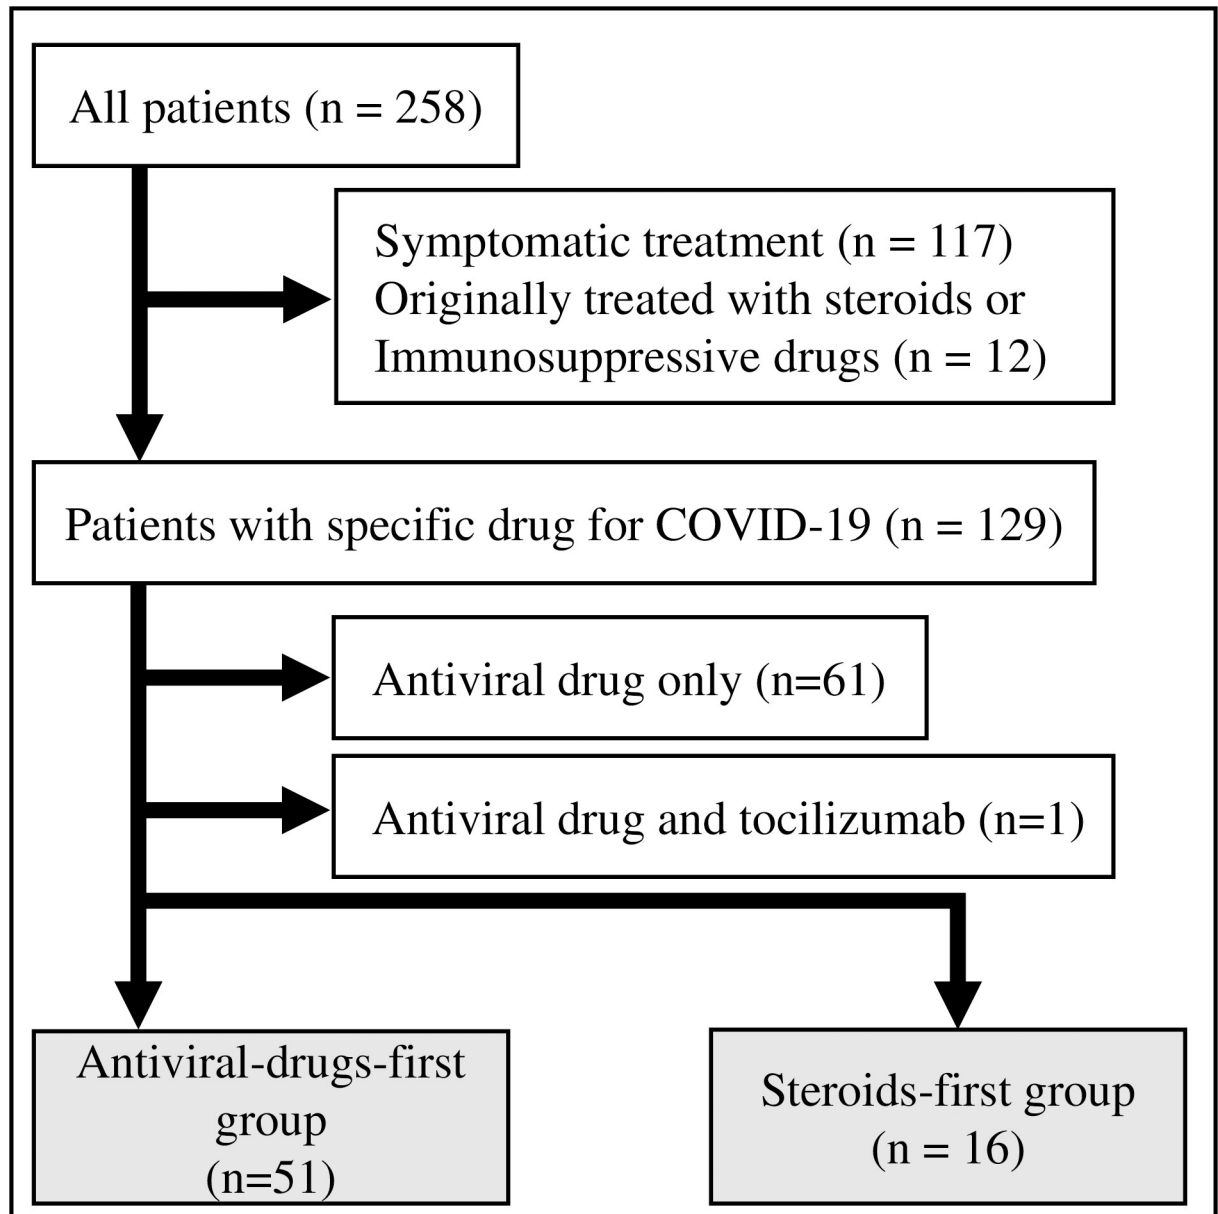 All patients (n = 258)
Symptomatic treatment (n = 117)
Originally treated with steroids or
Immunosuppressive drugs (n = 12)
Patients with specific drug for COVID-19 (n = 129)
Antiviral drug only (n=61)
Antiviral drug and tocilizumab (n=1)
Antiviral-drugs-first
group
(n=51)
Steroids-first group
(n = 16)